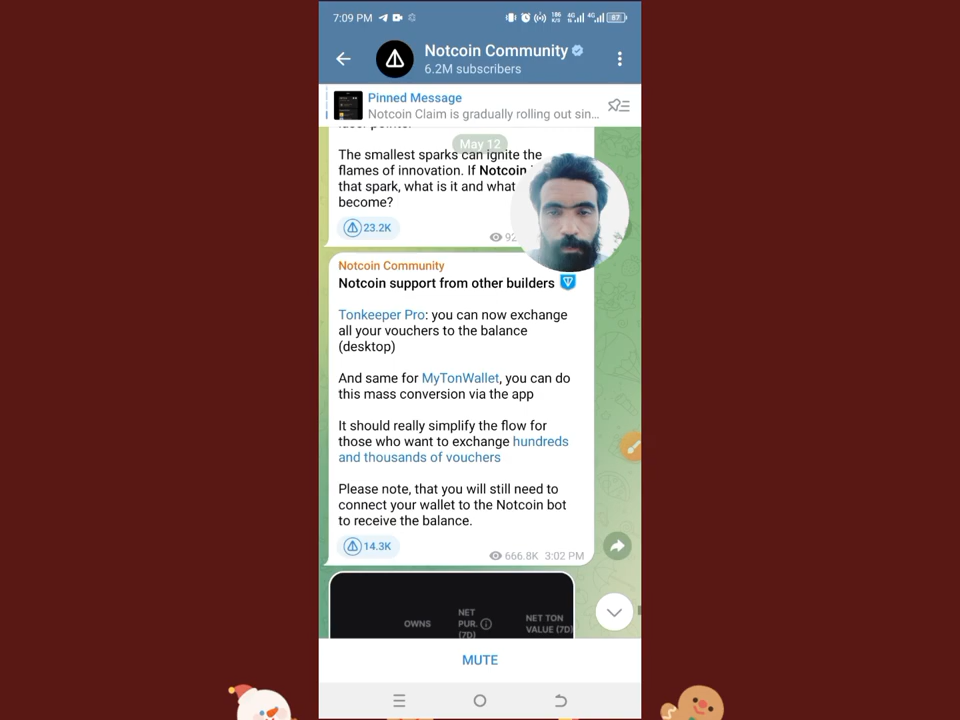 7:09 PM
186
K/S
4G
4G
87
Notcoin Community
6.2M subscribers
Pinned Message
Notcoin Claim is gradually rolling out sin...
May 12
The smallest sparks can ignite the
flames of innovation. If Notcoin
that spark, what is it and what
become?
23.2K
92
Notcoin Community
Notcoin support from other builders
Tonkeeper Pro: you can now exchange
all your vouchers to the balance
(desktop)
And same for MyTonWallet, you can do
this mass conversion via the app
It should really simplify the flow for
those who want to exchange hundreds
and thousands of vouchers
Please note, that you will still need to
connect your wallet to the Notcoin bot
to receive the balance.
14.3K
666.8K 3:02 PM
OWNS
NET
PUR.
(7D)
NET TON
VALUE (7D)
MUTE